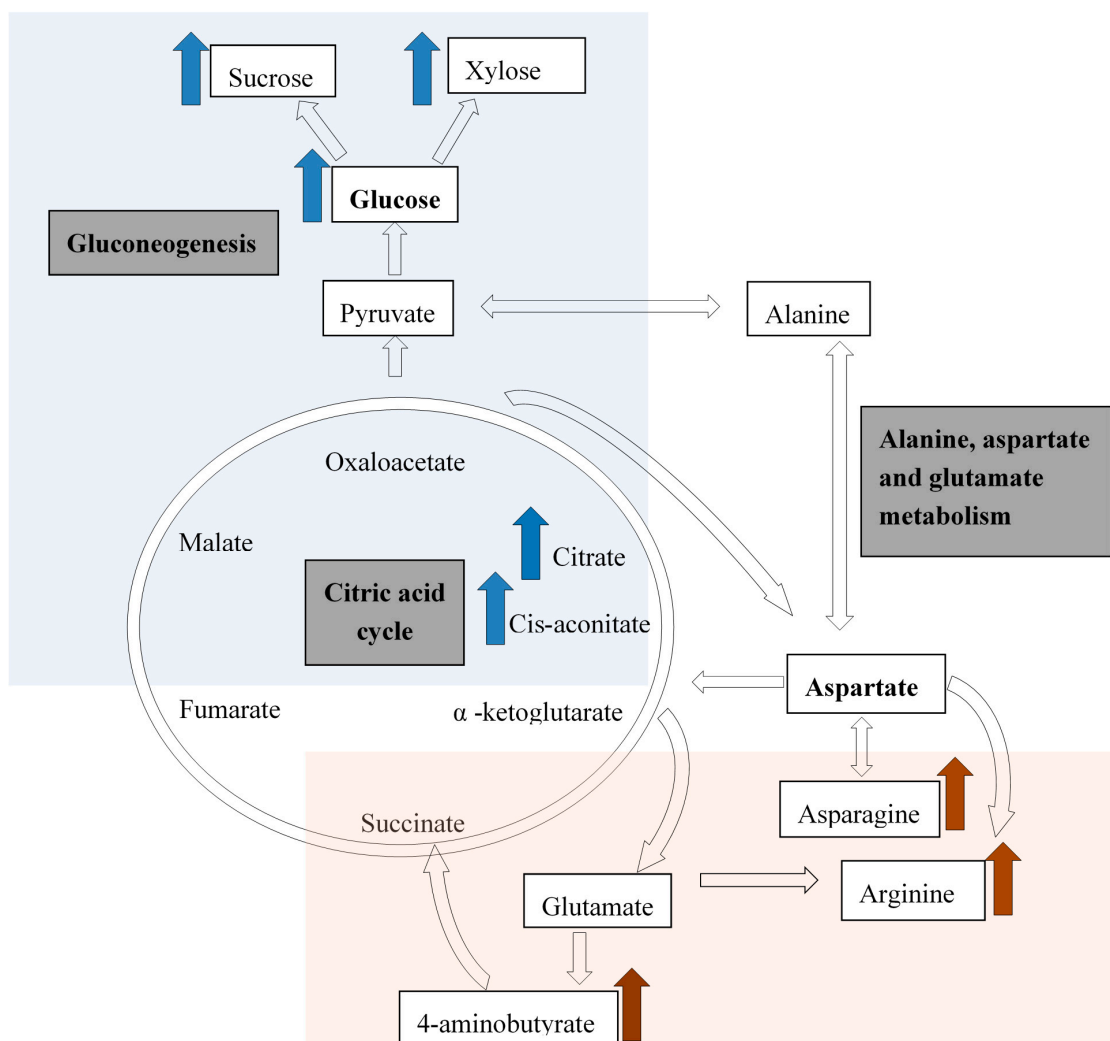 Sucrose
Xylose
Glucose
Gluconeogenesis
Pyruvate
Alanine
Alanine, aspartate
and glutamate
metabolism
Oxaloacetate
Malate
Citrate
Citric acid
cycle
Cis-aconitate
Aspartate
Fumarate
α -ketoglutarate
Asparagine
Succinate
Arginine
Glutamate
4-aminobutyrate